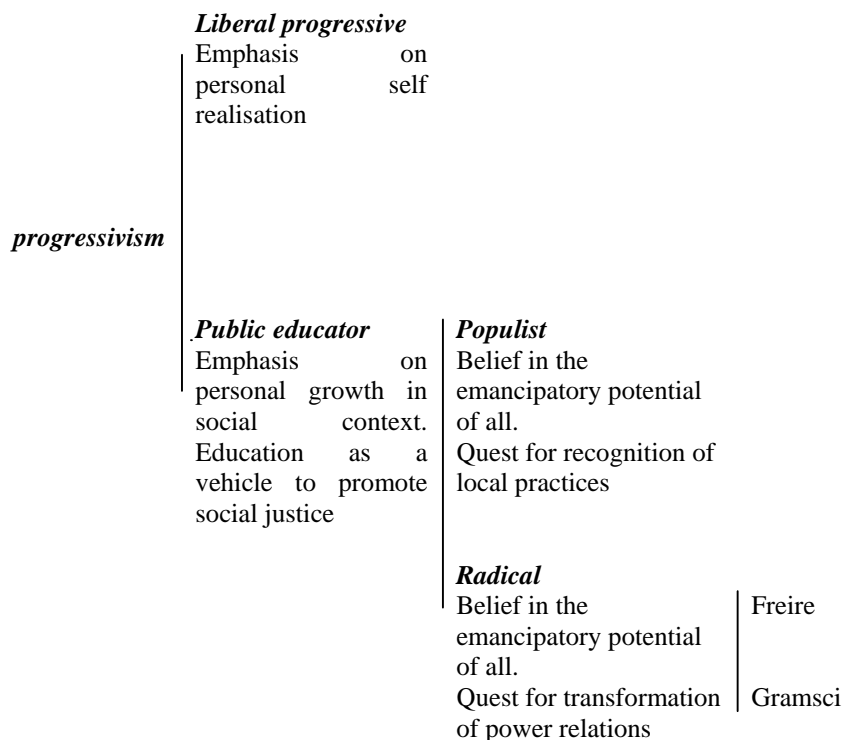 Liberal progressive
Emphasis on
personal self
realisation
progressivism
Public educator
Emphasis on
personal growth in
social context.
Education as a
vehicle to promote
social justice
Populist
Belief in the
emancipatory potential
of all.
Quest for recognition of
local practices
Radical
Belief in the
emancipatory potential
of all.
Quest for transformation
of power relations
Freire
Gramsci